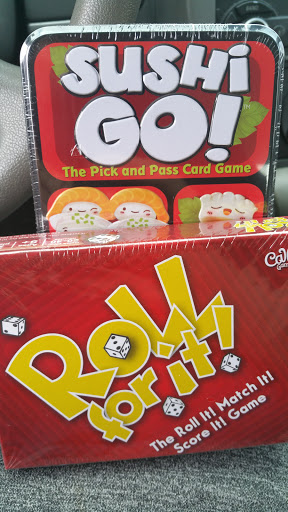 SUSHi
GO!
The Pick and Pass Card Game
Roll
for it!
The Roll It! Match It!
Score It! Game